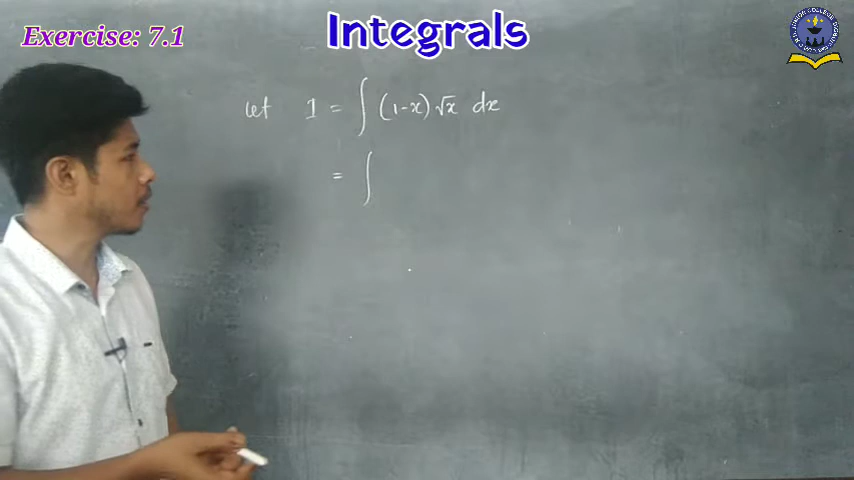 Integrals
Exercise: 7.1
let I = ∫ (1-x) √x dx
= ∫